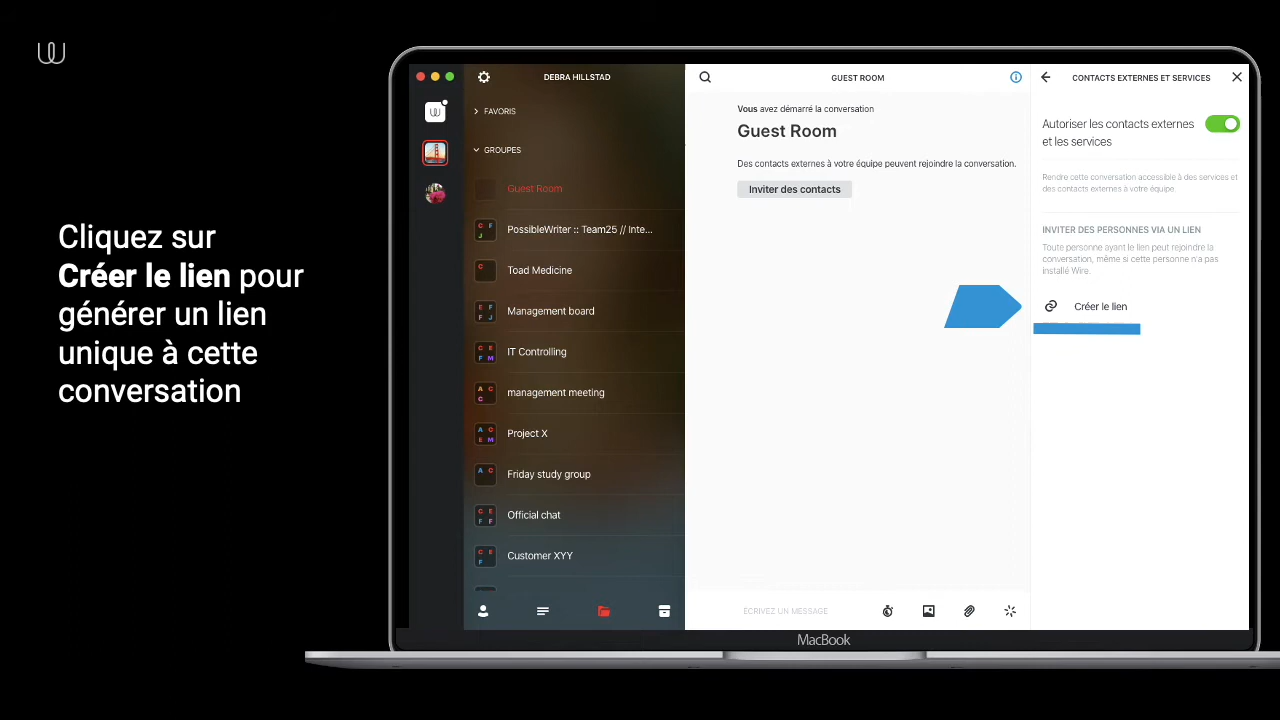 Cliquez sur
Créer le lien pour
générer un lien
unique à cette
conversation
DEBRA HILLSTAD
FAVORIS
GROUPES
Guest Room
PossibleWriter :: Team25 // Inte...
Toad Medicine
Management board
IT Controlling
management meeting
Project X
Friday study group
Official chat
Customer XYY
GUEST ROOM
Vous avez démarré la conversation
Guest Room
Des contacts externes à votre équipe peuvent rejoindre la conversation.
Inviter des contacts
ÉCRIVEZ UN MESSAGE
CONTACTS EXTERNES ET SERVICES
Autoriser les contacts externes
et les services
Rendre cette conversation accessible à des services et
des contacts externes à votre équipe.
INVITER DES PERSONNES VIA UN LIEN
Toute personne ayant le lien peut rejoindre la
conversation, même si cette personne n'a pas
installé Wire.
Créer le lien
MacBook